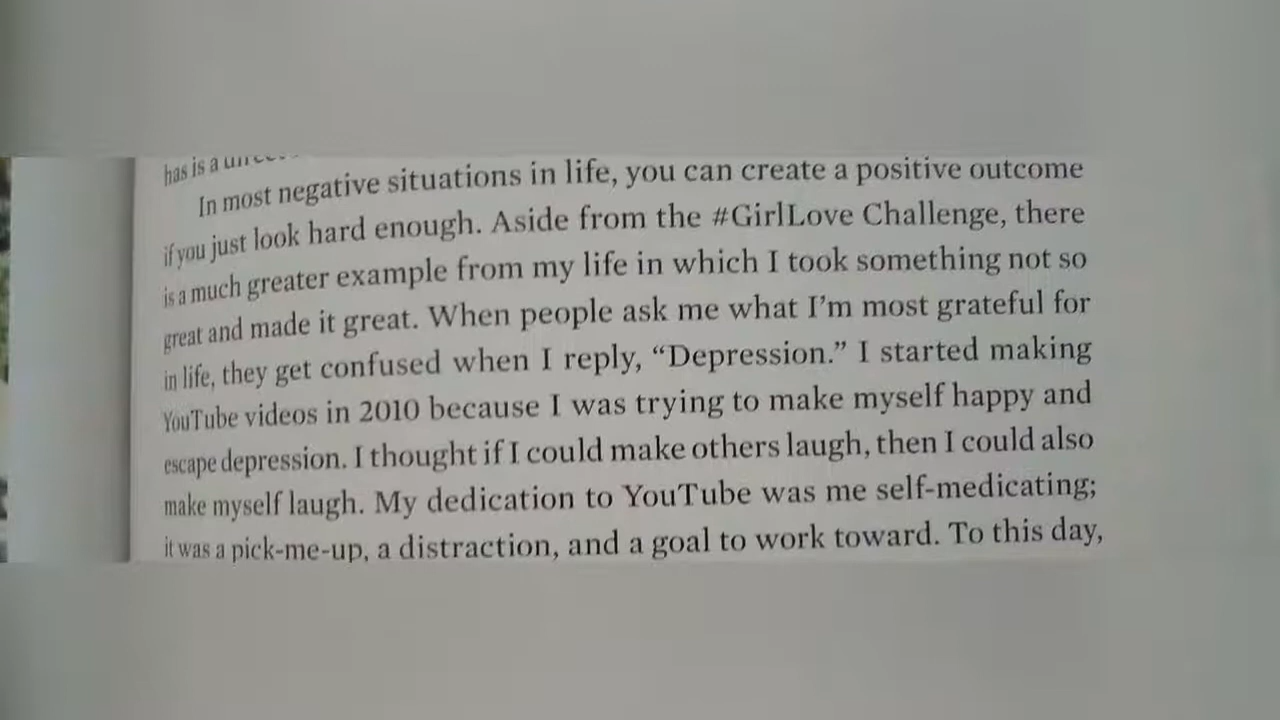 has is a
In most negative situations in life, you can create a positive outcome
if you just look hard enough. Aside from the #GirlLove Challenge, there
is a much greater example from my life in which I took something not so
great and made it great. When people ask me what I'm most grateful for
in life, they get confused when I reply, “Depression.” I started making
YouTube videos in 2010 because I was trying to make myself happy and
escape depression. I thought if I could make others laugh, then I could also
make myself laugh. My dedication to YouTube was me self-medicating;
it was a pick-me-up, a distraction, and a goal to work toward. To this day,